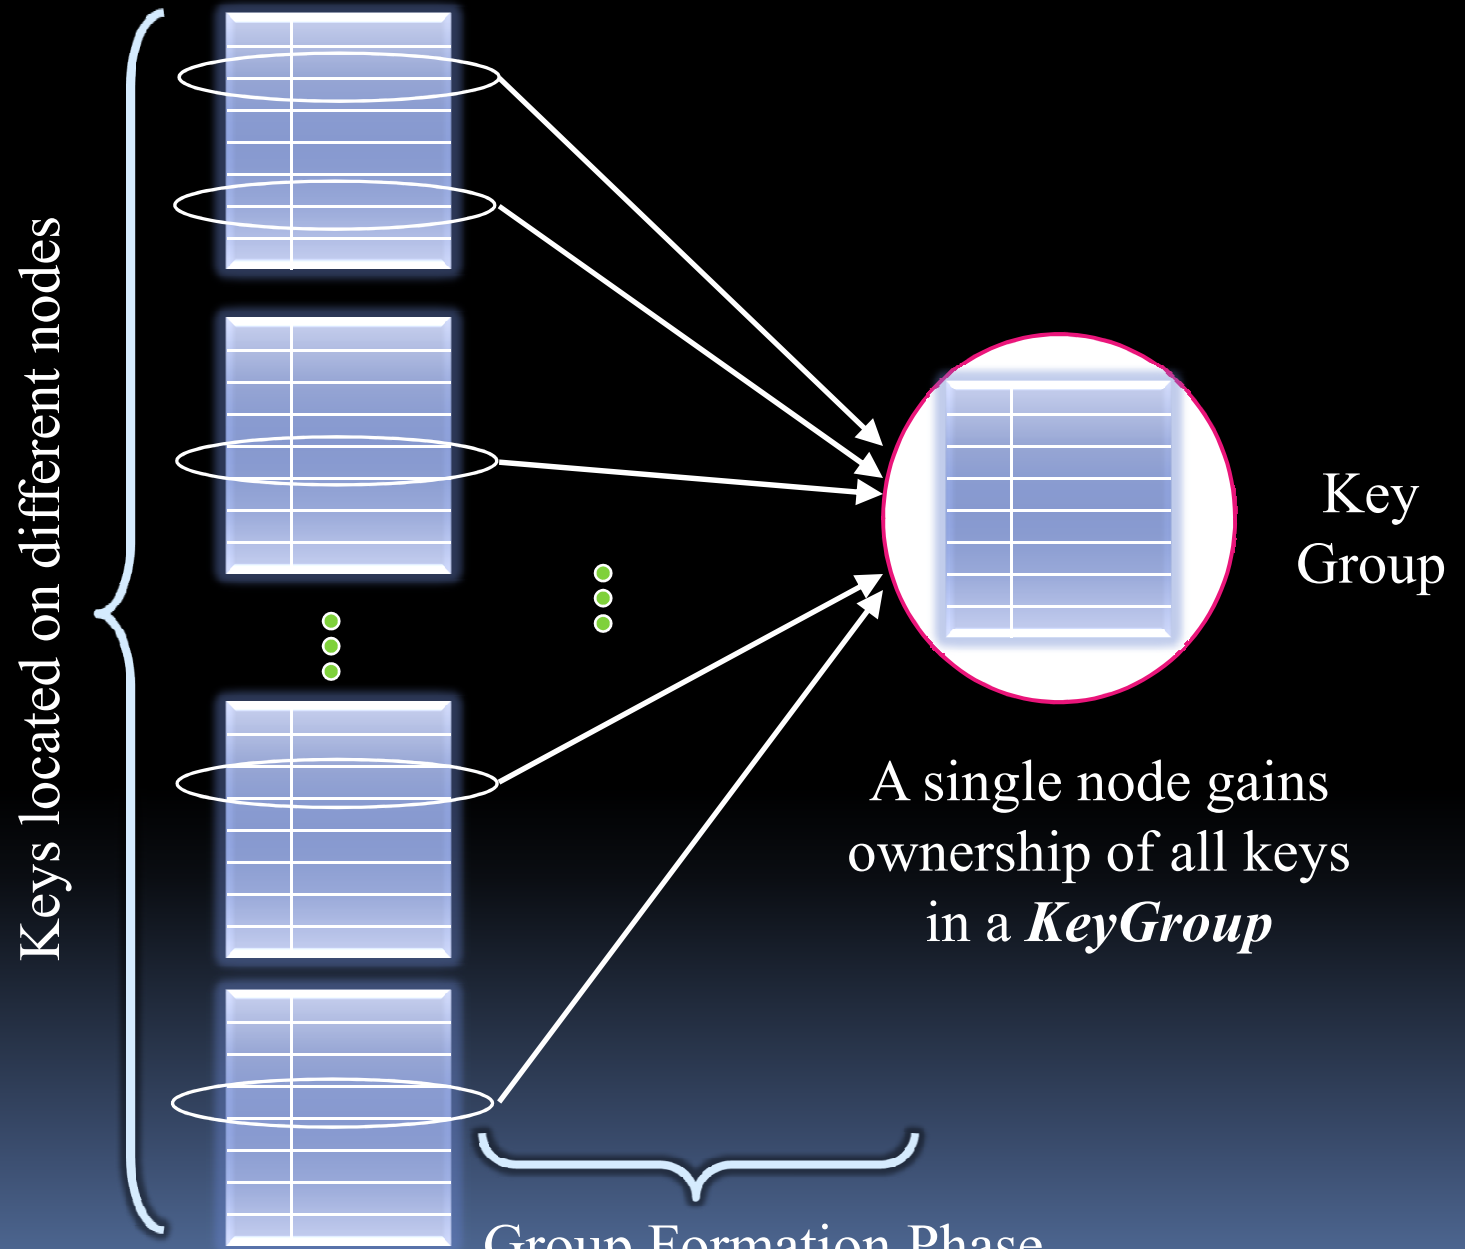 Keys located on different nodes
Key
Group
A single node gains
ownership of all keys
in a KeyGroup
Group Formation Phase